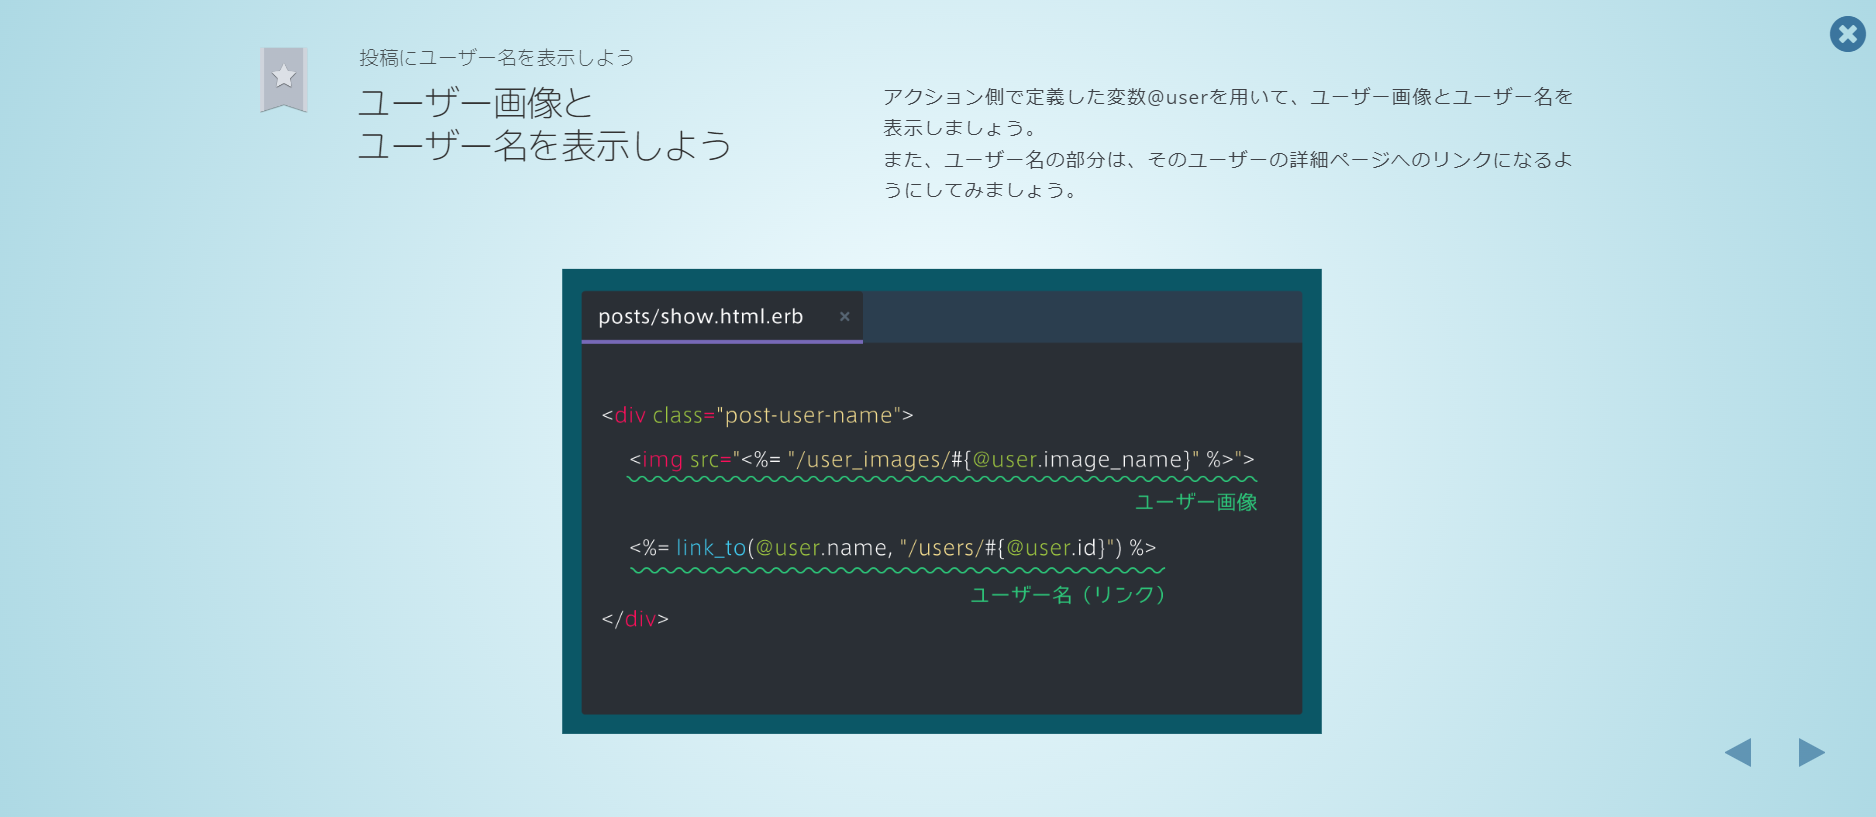 投稿にユーザー名を表示しよう
ユーザー画像と
ユーザー名を表示しよう
アクション側で定義した変数@userを用いて、ユーザー画像とユーザー名を
表示しましょう。
また、ユーザー名の部分は、そのユーザーの詳細ページへのリンクになるよ
うにしてみましょう。
posts/show.html.erb ×
<div class="post-user-name">
<img src="<%= "/user_images/#{@user.image_name}" %>">
ユーザー画像
<%= link_to(@user.name, "/users/#{@user.id}") %>
ユーザー名（リンク）
</div>